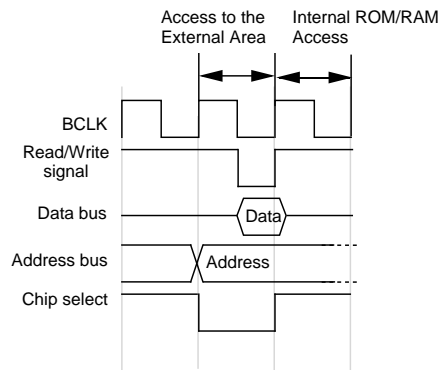 Access to the
External Area
Internal ROM/RAM
Access
BCLK
Read/Write
signal
Data bus
Data
Address bus
Address
Chip select